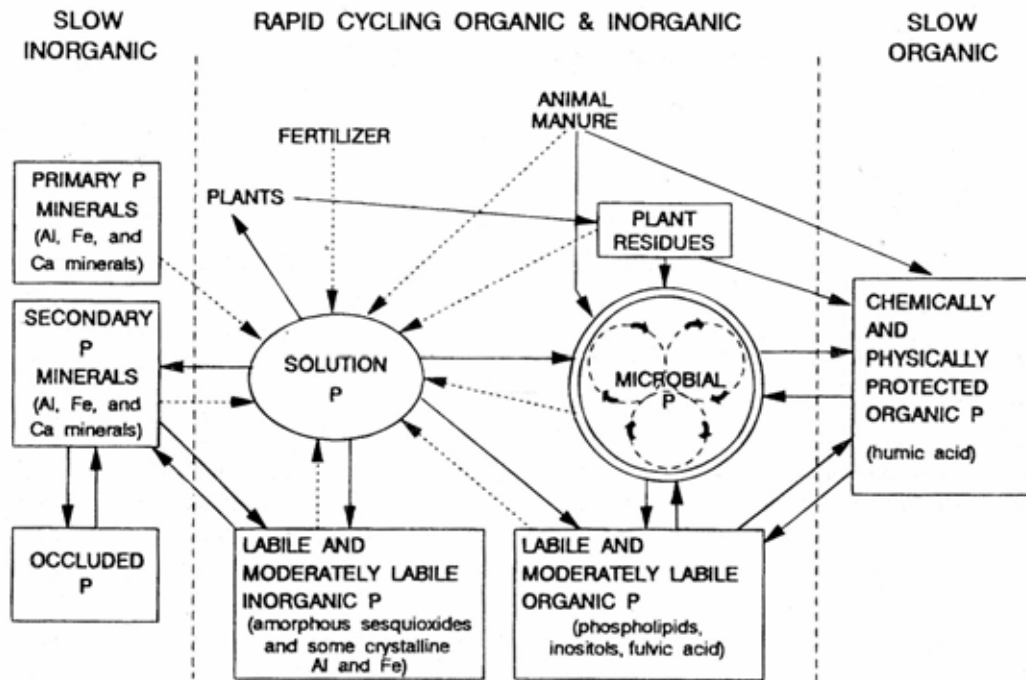 SLOW
INORGANIC
RAPID CYCLING ORGANIC & INORGANIC
SLOW
ORGANIC
ANIMAL
MANURE
FERTILIZER
PRIMARY P
MINERALS
(Al, Fe, and
Ca minerals)
PLANTS
PLANT
RESIDUES
SECONDARY
P
MINERALS
(Al, Fe, and
Ca minerals)
SOLUTION
P
MICROBIAL
P
CHEMICALLY
AND
PHYSICALLY
PROTECTED
ORGANIC P
(humic acid)
OCCLUDED
P
LABILE AND
MODERATELY LABILE
INORGANIC P
(amorphous sesquioxides
and some crystalline
Al and Fe)
LABILE AND
MODERATELY LABILE
ORGANIC P
(phospholipids,
inositols, fulvic acid)